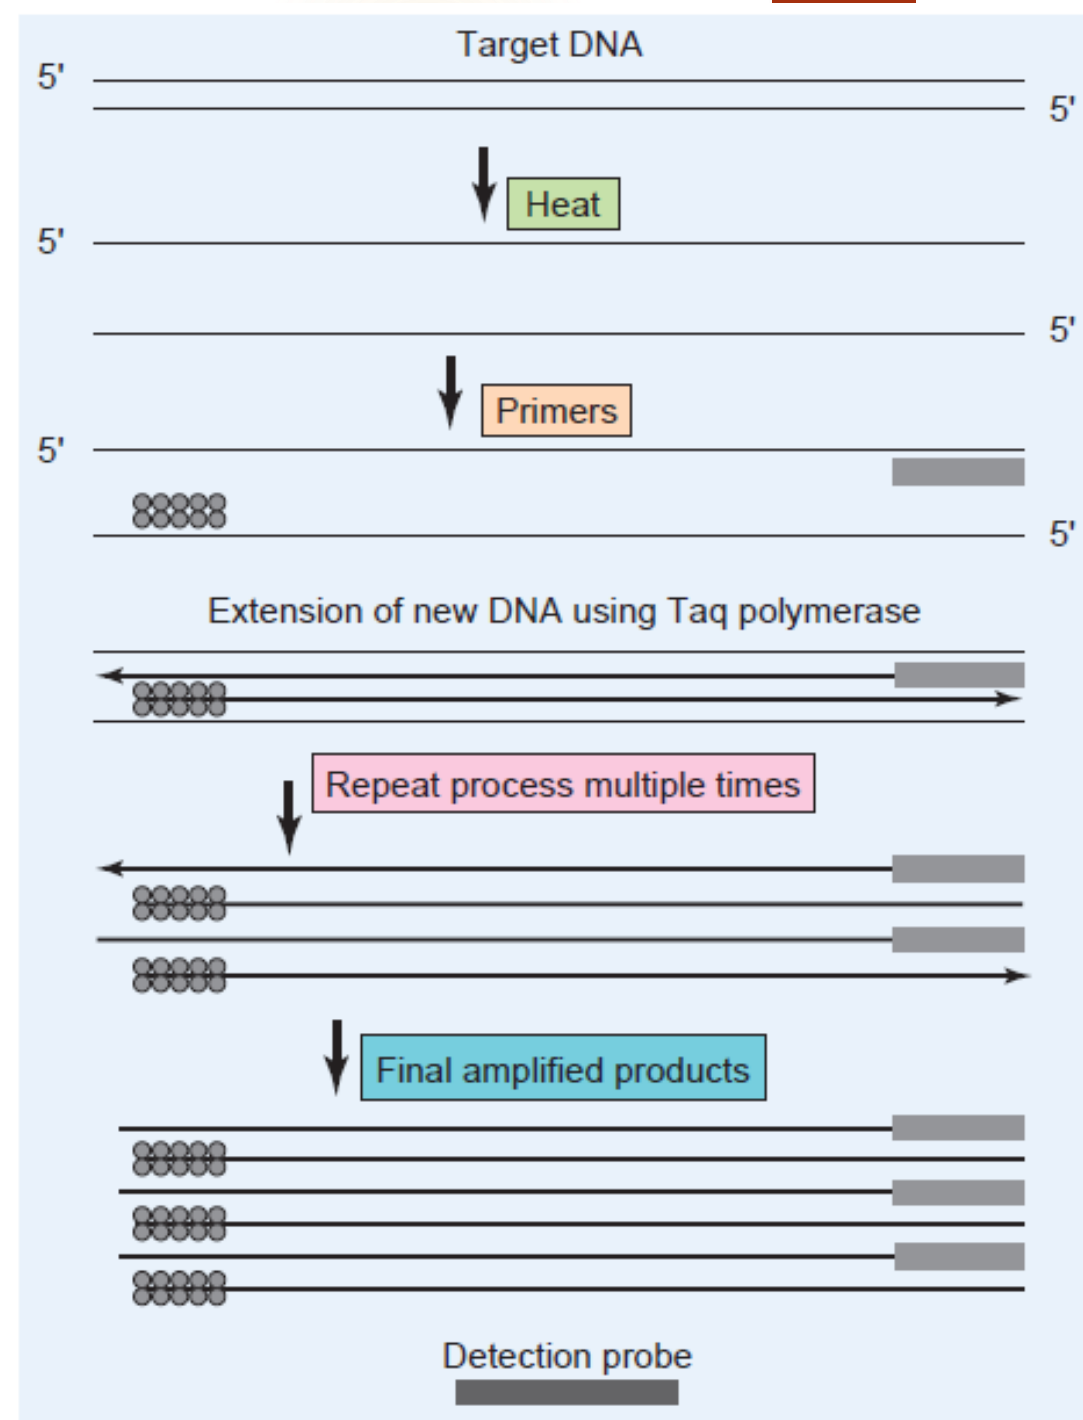 Target DNA
5'
5'
Heat
5'
5'
Primers
5'
5'
Extension of new DNA using Taq polymerase
Repeat process multiple times
Final amplified products
Detection probe